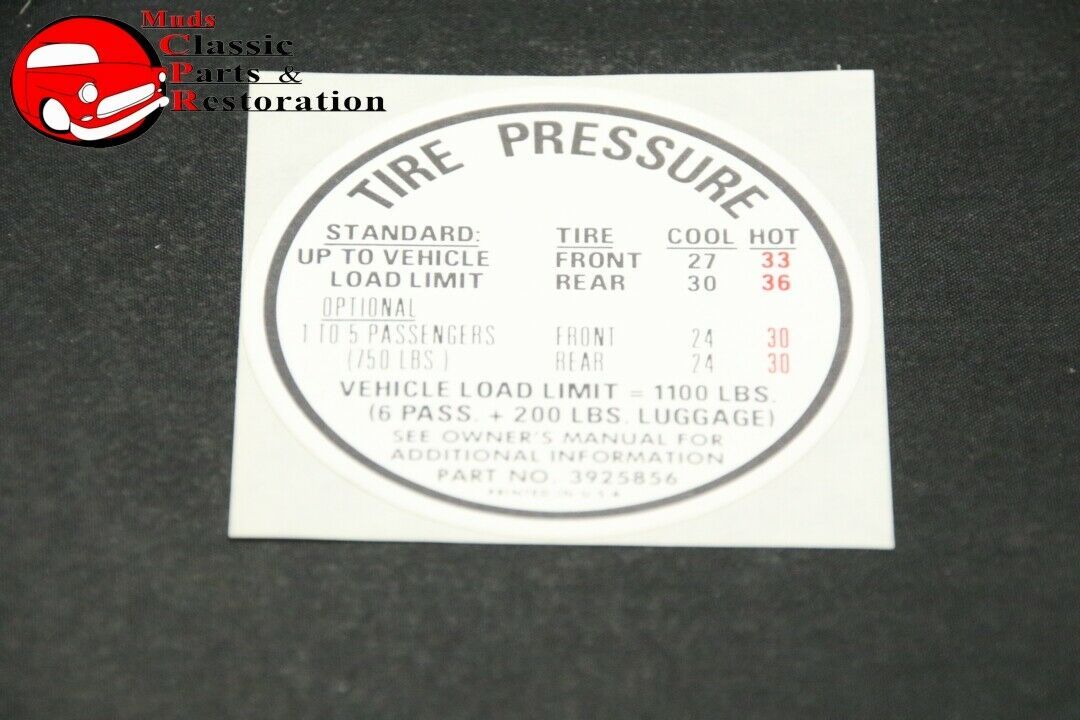 Muds
Classic
Parts &
Restoration
TIRE PRESSURE
STANDARD: TIRE COOL HOT
UP TO VEHICLE FRONT 27 33
LOAD LIMIT REAR 30 36
OPTIONAL
1 TO 5 PASSENGERS FRONT 24 30
(750 LBS.) REAR 24 30
VEHICLE LOAD LIMIT = 1100 LBS.
(6 PASS. + 200 LBS. LUGGAGE)
SEE OWNER'S MANUAL FOR
ADDITIONAL INFORMATION
PART NO. 3925856
PRINTED IN U.S.A.